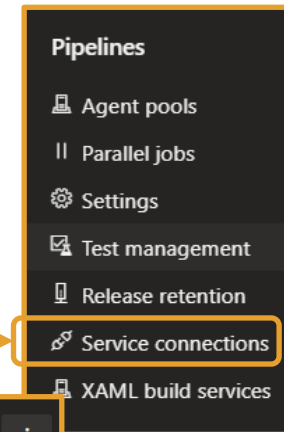 Pipelines
Agent pools
Parallel jobs
Settings
Test management
Release retention
Service connections
XAML build services